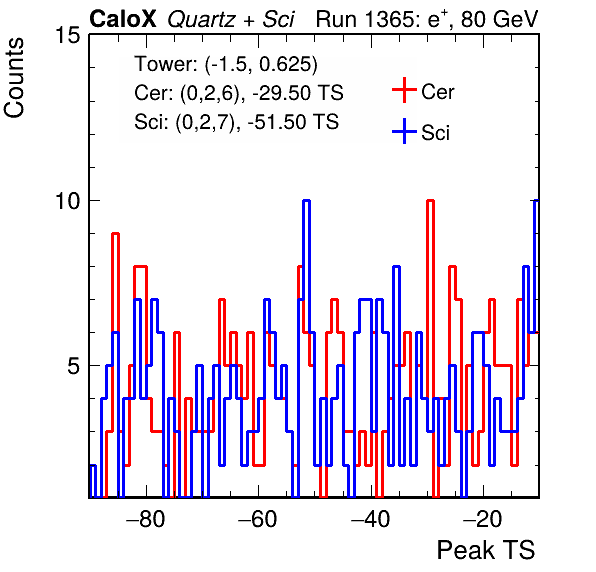 CaloX Quartz + Sci Run 1365: e+, 80 GeV
Counts
15
10
5
Tower: (-1.5, 0.625)
Cer: (0,2,6), -29.50 TS
Sci: (0,2,7), -51.50 TS
Cer
Sci
−80 −60 −40 −20
Peak TS